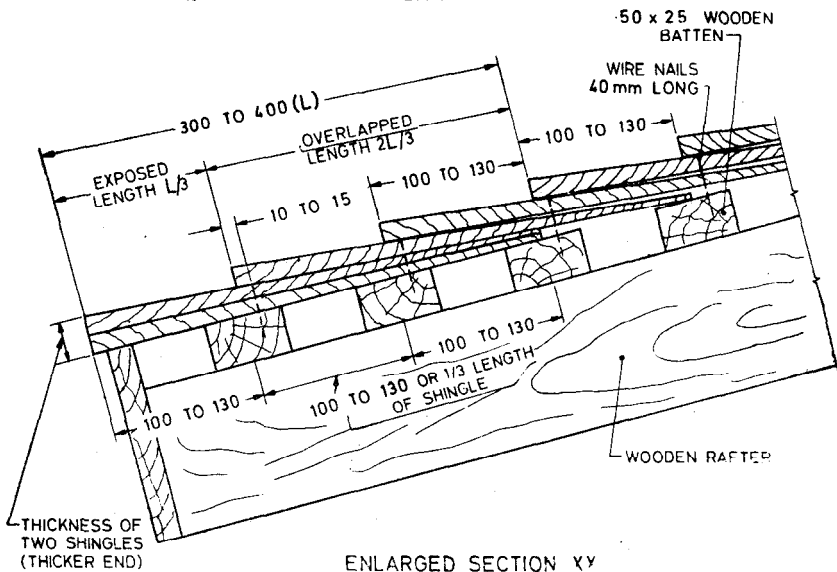 50 x 25 WOODEN
BATTEN
WIRE NAILS
40mm LONG
300 TO 400 (L)
OVERLAPPED
LENGTH 2L/3
100 TO 130
EXPOSED
LENGTH L/3
100 TO 130
10 TO 15
100 TO 130
100 TO 130 OR 1/3 LENGTH
OF SHINGLE
100 TO 130
WOODEN RAFTER
THICKNESS OF
TWO SHINGLES
(THICKER END)
ENLARGED SECTION XY